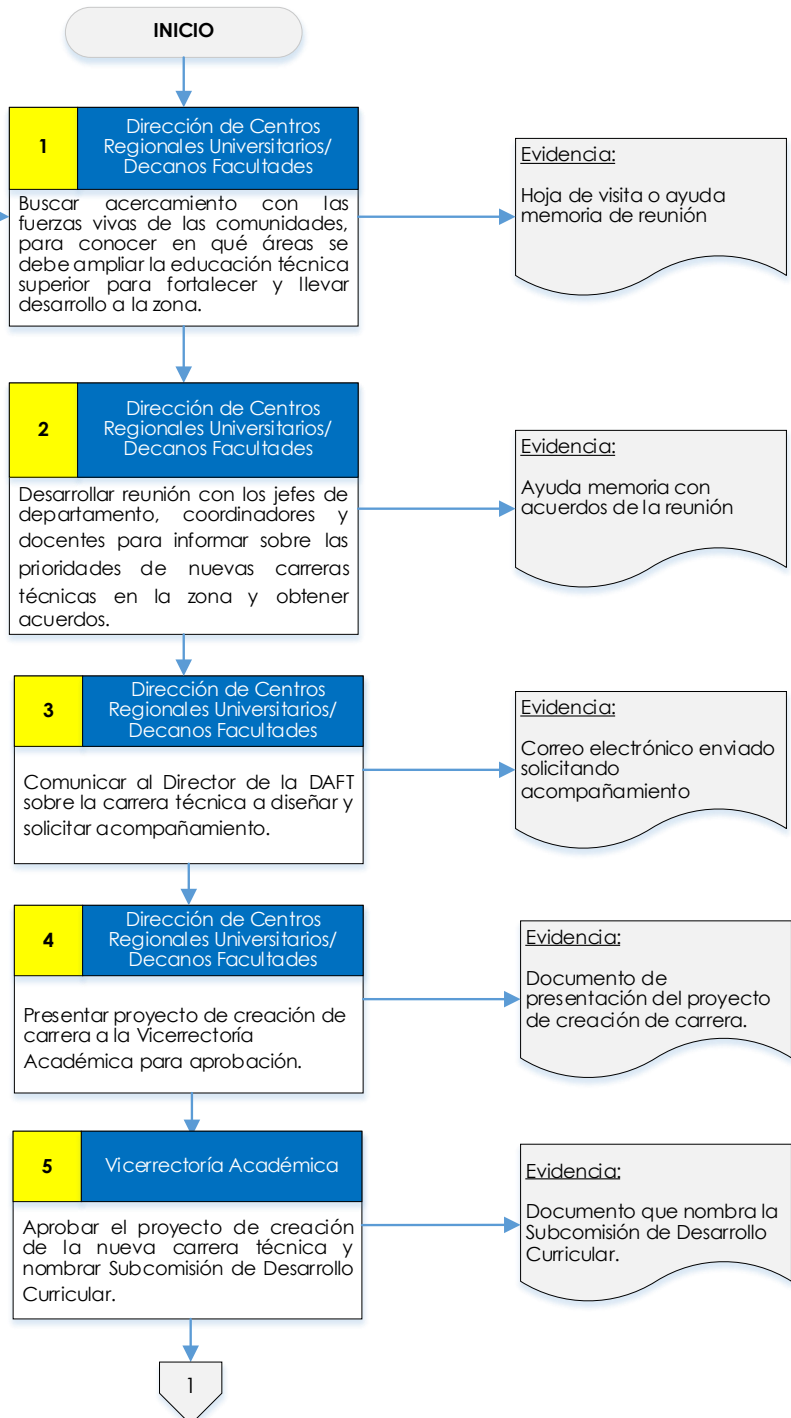 INICIO
1
Dirección de Centros
Regionales Universitarios/
Decanos Facultades
Buscar acercamiento con las
fuerzas vivas de las comunidades,
para conocer en qué áreas se
debe ampliar la educación técnica
superior para fortalecer y llevar
desarrollo a la zona.
Evidencia:
Hoja de visita o ayuda
memoria de reunión
2
Dirección de Centros
Regionales Universitarios/
Decanos Facultades
Desarrollar reunión con los jefes de
departamento, coordinadores y
docentes para informar sobre las
prioridades de nuevas carreras
técnicas en la zona y obtener
acuerdos.
Evidencia:
Ayuda memoria con
acuerdos de la reunión
3
Dirección de Centros
Regionales Universitarios/
Decanos Facultades
Comunicar al Director de la DAFT
sobre la carrera técnica a diseñar y
solicitar acompañamiento.
Evidencia:
Correo electrónico enviado
solicitando
acompañamiento
4
Dirección de Centros
Regionales Universitarios/
Decanos Facultades
Presentar proyecto de creación de
carrera a la Vicerrectoría
Académica para aprobación.
Evidencia:
Documento de
presentación del proyecto
de creación de carrera.
5
Vicerrectoría Académica
Aprobar el proyecto de creación
de la nueva carrera técnica y
nombrar Subcomisión de Desarrollo
Curricular.
Evidencia:
Documento que nombra la
Subcomisión de Desarrollo
Curricular.
1